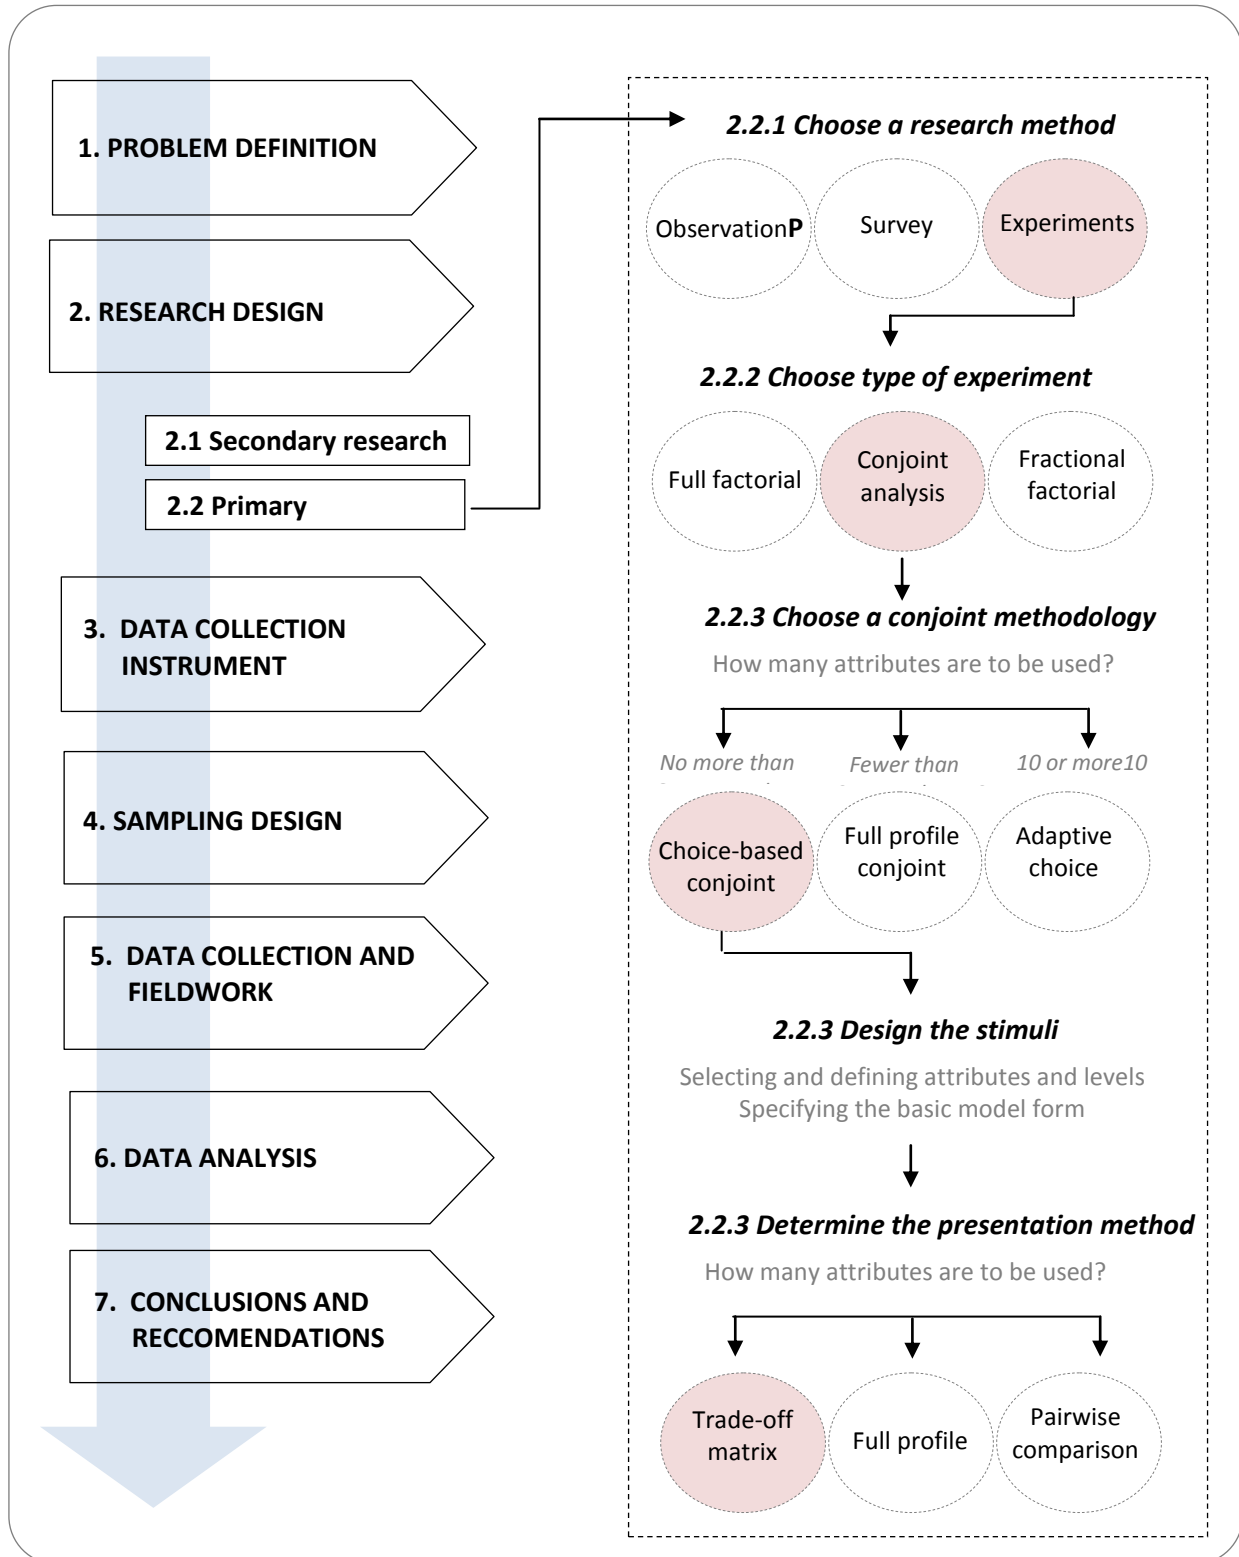 1. PROBLEM DEFINITION
2. RESEARCH DESIGN
2.1 Secondary research
2.2 Primary
3. DATA COLLECTION
INSTRUMENT
4. SAMPLING DESIGN
5. DATA COLLECTION AND
FIELDWORK
6. DATA ANALYSIS
7. CONCLUSIONS AND
RECCOMENDATIONS
2.2.1 Choose a research method
ObservationP
Survey
Experiments
2.2.2 Choose type of experiment
Full factorial
Conjoint
analysis
Fractional
factorial
2.2.3 Choose a conjoint methodology
How many attributes are to be used?
No more than
Fewer than
10 or more10
Choice-based
conjoint
Full profile
conjoint
Adaptive
choice
2.2.3 Design the stimuli
Selecting and defining attributes and levels
Specifying the basic model form
2.2.3 Determine the presentation method
How many attributes are to be used?
Trade-off
matrix
Full profile
Pairwise
comparison